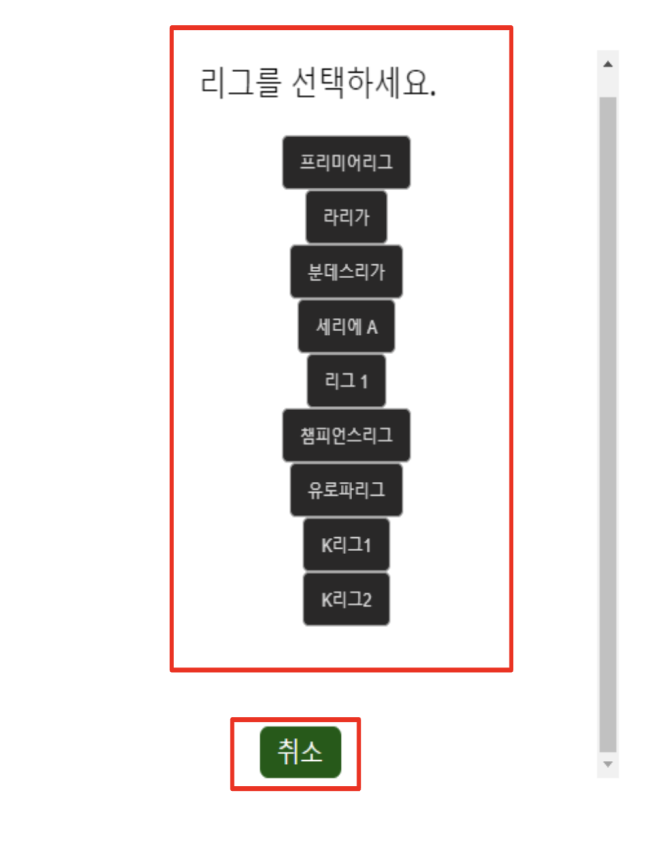 리그를 선택하세요.
프리미어리그
라리가
분데스리가
세리에 A
리그 1
챔피언스리그
유로파리그
K리그1
K리그2
취소